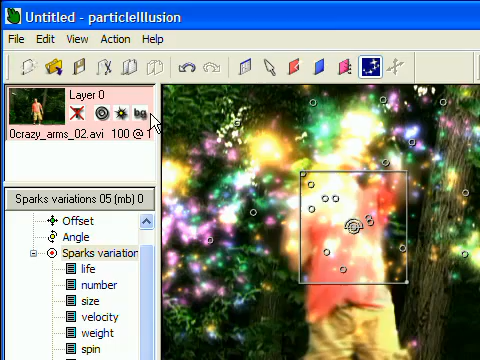 Untitled - particleIllusion
File Edit View Action Help
Layer 0
bg
0crazy_arms_02.avi 100 @ 1
Sparks variations 05 (mb) 0
Offset
Angle
Sparks variation
life
number
size
velocity
weight
spin